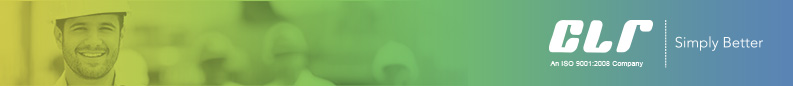 CLR
An ISO 9001:2008 Company
Simply Better